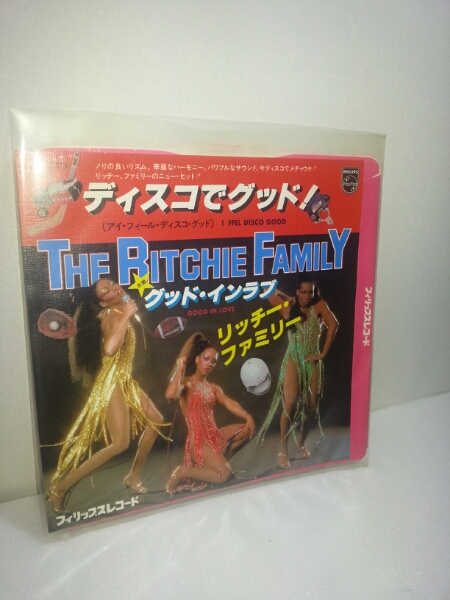 ノリの良いリズム、華麗なハーモニー、パワフルなサウンド、今ディスコでメチャウケ!
リッチー、ファミリーのニュー・ヒット!
PHILIPS
ディスコでグッド!
(アイ・フィール・ディスコ・グッド) I FFEL DISCO GOOD
THE RITCHIE FAMILY
グッド・インラブ
GOOD IN LOVE
リッチー・
ファミリー
フィリップスレコード
フィリップスレコード